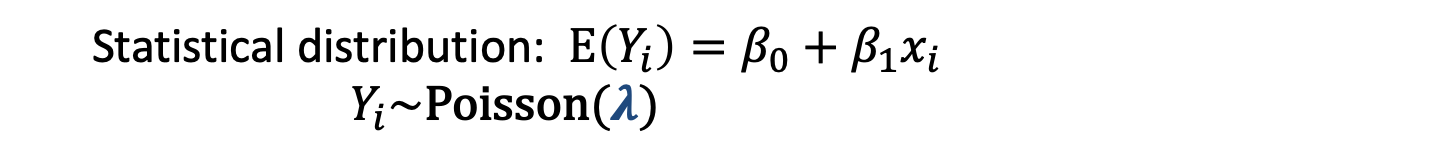 Statistical distribution: E(Yᵢ) = β₀ + β₁xᵢ
Yᵢ~Poisson(λ)